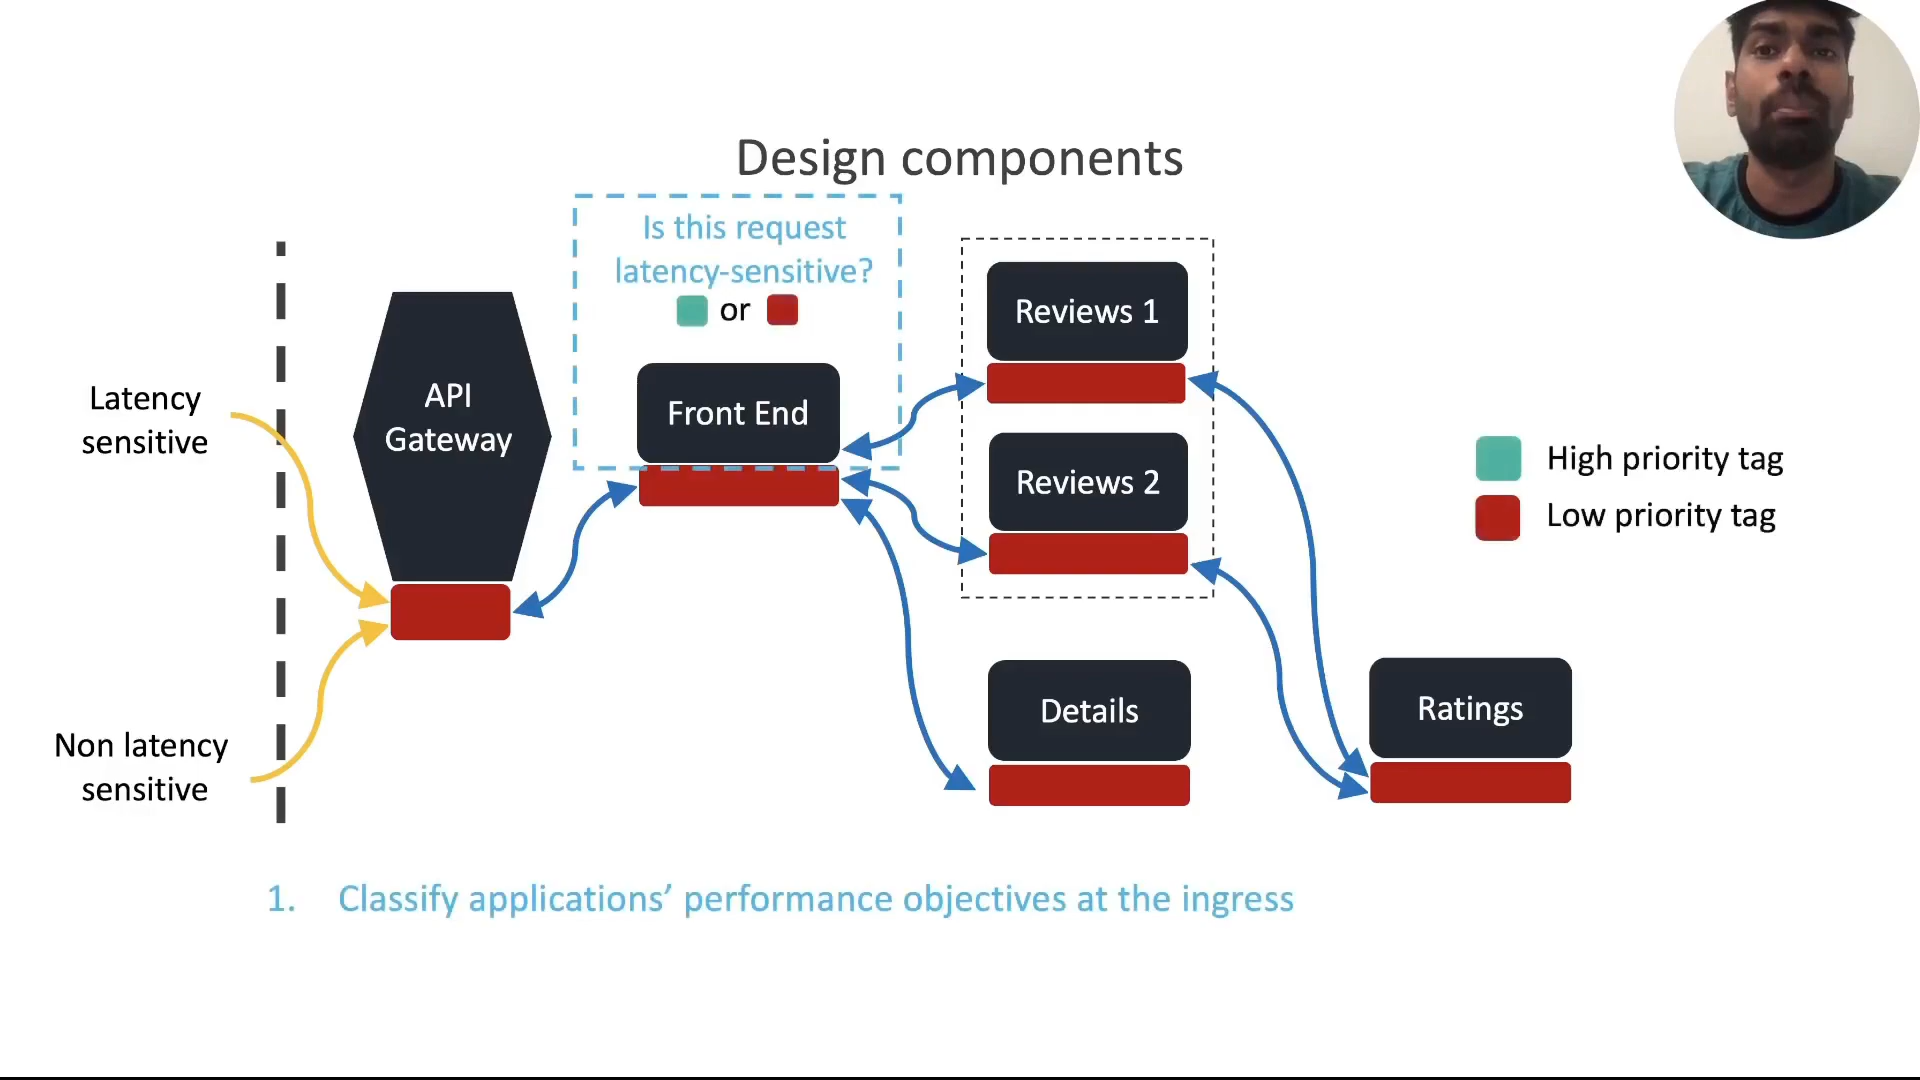 Design components
Is this request
latency-sensitive?
or
Latency
sensitive
Non latency
sensitive
API
Gateway
Front End
Reviews 1
Reviews 2
Details
Ratings
High priority tag
Low priority tag
1. Classify applications’ performance objectives at the ingress